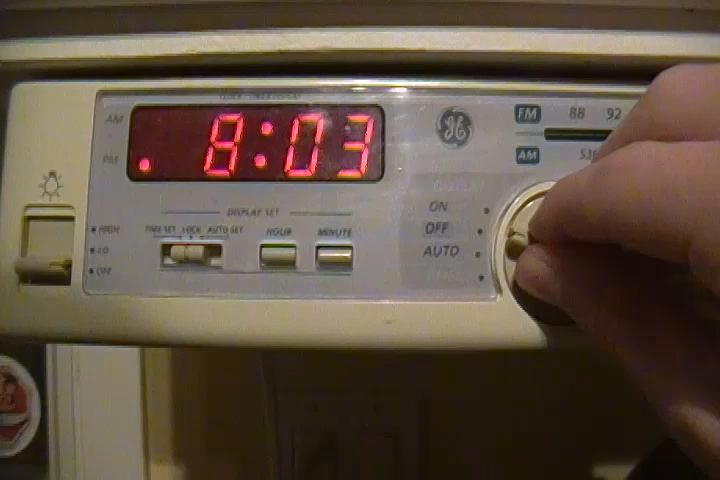 AM
PM
8:03
GE
FM 88 92
AM
ON
OFF
AUTO
DISPLAY SET
TIME SET LOCK AUTO SET
HOUR MINUTE
HIGH
LO
OFF